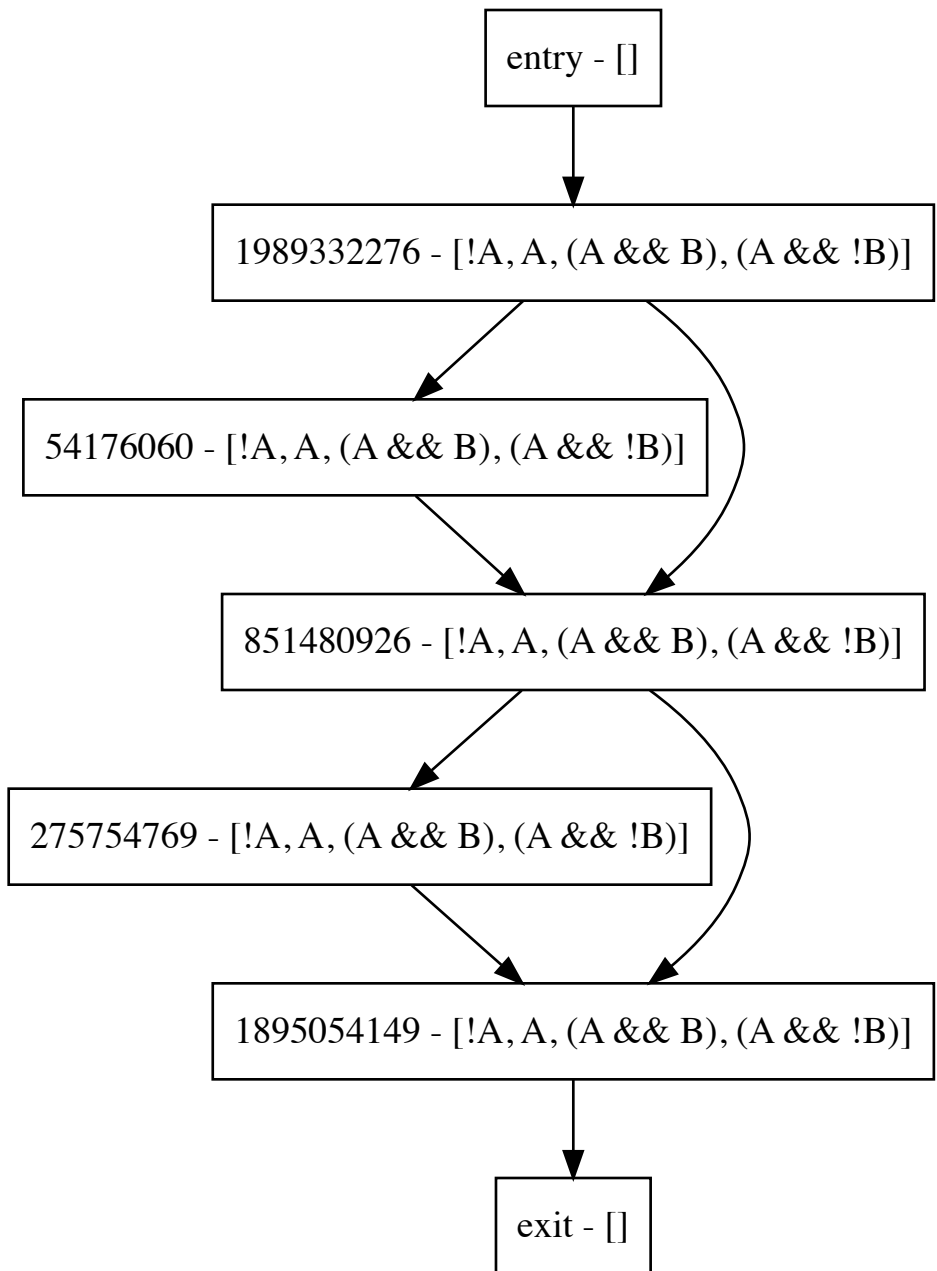 entry - []
1989332276 - [!A, A, (A && B), (A && !B)]
54176060 - [!A, A, (A && B), (A && !B)]
851480926 - [!A, A, (A && B), (A && !B)]
275754769 - [!A, A, (A && B), (A && !B)]
1895054149 - [!A, A, (A && B), (A && !B)]
exit - []